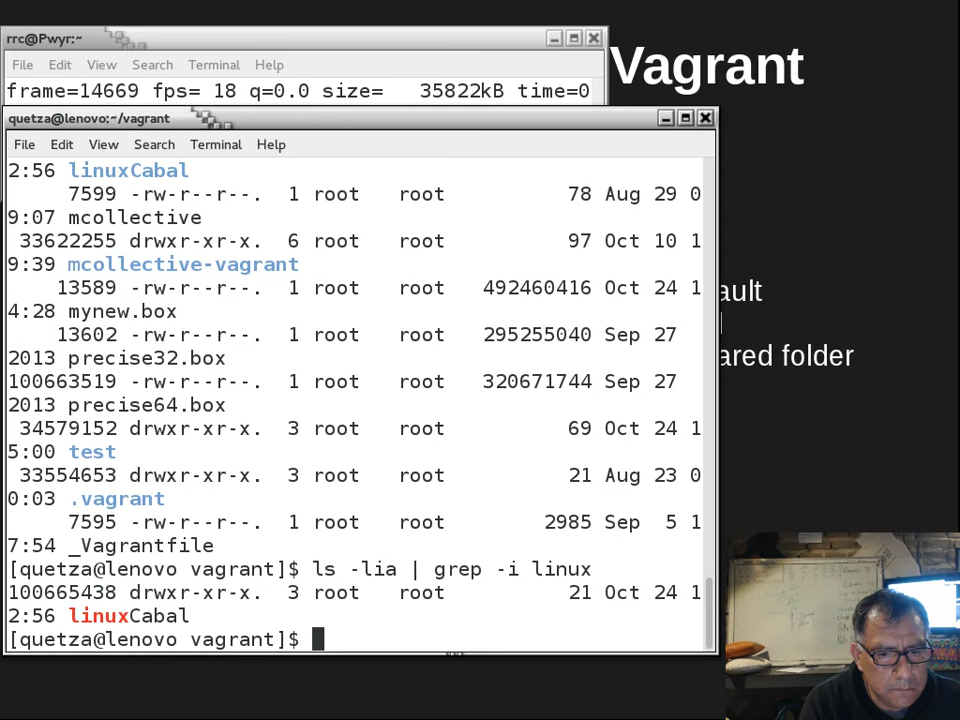 rrc@Pwyr:~
File Edit View Search Terminal Help
frame=14669 fps= 18 q=0.0 size=   35822kB time=0
Vagrant
quetza@lenovo:~/vagrant
File Edit View Search Terminal Help
2:56 linuxCabal
7599 -rw-r--r--. 1 root root 78 Aug 29 0
9:07 mcollective
33622255 drwxr-xr-x. 6 root root 97 Oct 10 1
9:39 mcollective-vagrant
13589 -rw-r--r--. 1 root root 492460416 Oct 24 1
4:28 mynew.box
13602 -rw-r--r--. 1 root root 295255040 Sep 27
2013 precise32.box
100663519 -rw-r--r--. 1 root root 320671744 Sep 27
2013 precise64.box
34579152 drwxr-xr-x. 3 root root 69 Oct 24 1
5:00 test
33554653 drwxr-xr-x. 3 root root 21 Aug 23 0
0:03 .vagrant
7595 -rw-r--r--. 1 root root 2985 Sep 5 1
7:54 _Vagrantfile
[quetza@lenovo vagrant]$ ls -lia | grep -i linux
100665438 drwxr-xr-x. 3 root root 21 Oct 24 1
2:56 linuxCabal
[quetza@lenovo vagrant]$
ault
ared folder